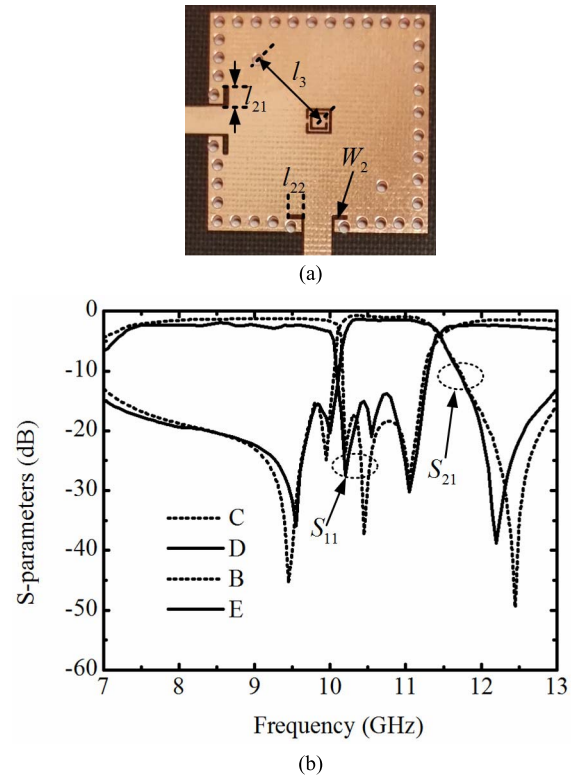 l21
l3
W2
l22
(a)
0
-10
-20
-30
-40
-50
-60
S-parameters (dB)
S21
S11
C
D
B
E
7 8 9 10 11 12 13
Frequency (GHz)
(b)